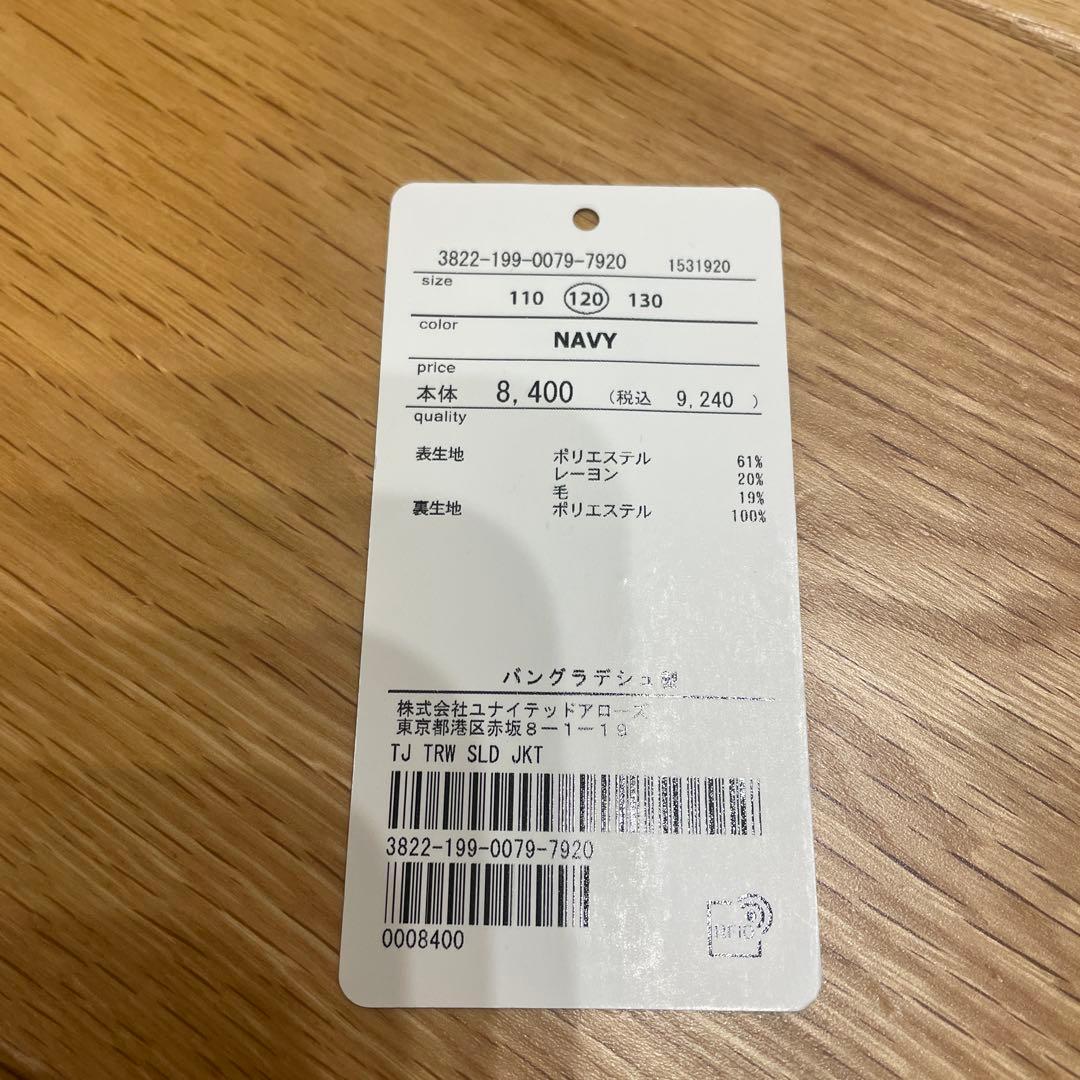 3822-199-0079-7920 1531920
size
110 120 130
color
NAVY
price
本体 8,400 (税込 9,240 )
quality
表生地 ポリエステル 61%
レーヨン 20%
毛 19%
裏生地 ポリエステル 100%
バングラデシュ製
株式会社ユナイテッドアローズ
東京都港区赤坂8-1-19
TJ TRW SLD JKT
3822-199-0079-7920
0008400
RFID